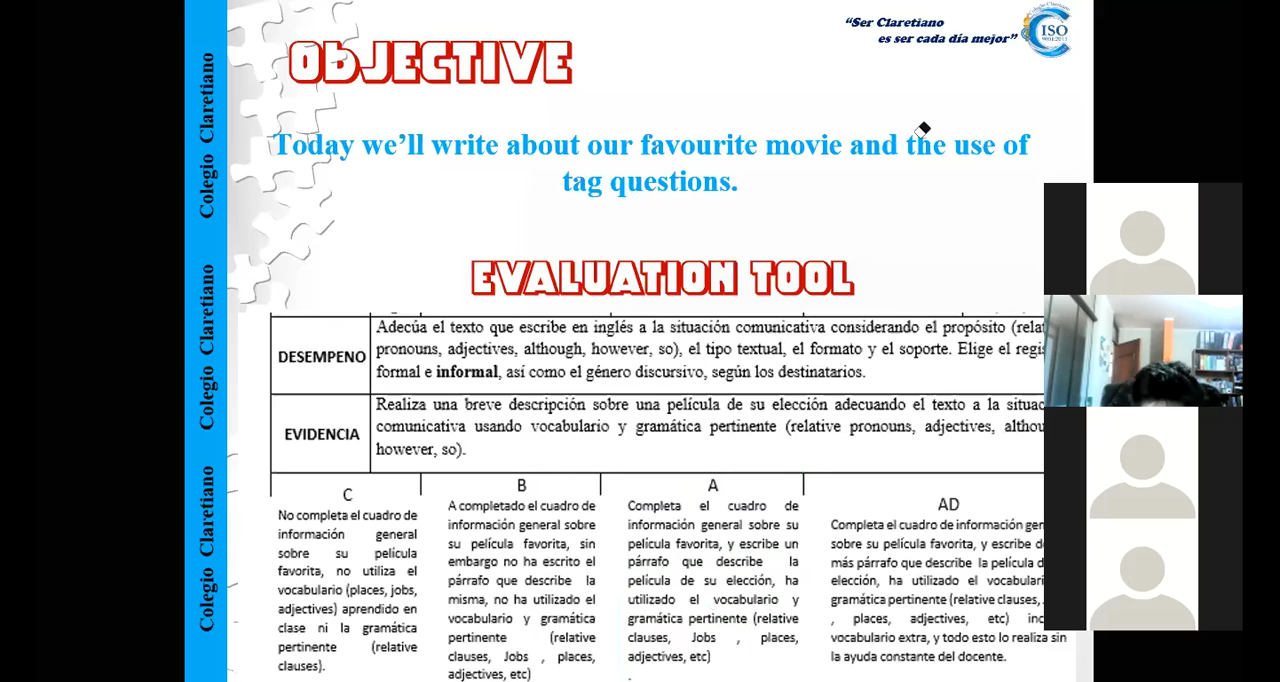 “Ser Claretiano
es ser cada día mejor”
ISO
OBJECTIVE
Today we’ll write about our favourite movie and the use of
tag questions.
EVALUATION TOOL
DESEMPENO
Adecúa el texto que escribe en inglés a la situación comunicativa considerando el propósito
pronouns, adjectives, although, however, so), el tipo textual, el formato y el soporte. Elige el
formal e informal, así como el género discursivo, según los destinatarios.
EVIDENCIA
Realiza una breve descripción sobre una película de su elección adecuando el texto a la
comunicativa usando vocabulario y gramática pertinente (relative pronouns, adjectives,
however, so).
C
No completa el cuadro de
información general
sobre su película
favorita, no utiliza el
vocabulario (places, jobs,
adjectives) aprendido en
clase ni la gramática
pertinente (relative
clauses).
B
A completado el cuadro de
información general sobre
su película favorita, sin
embargo no ha escrito el
párrafo que describe la
misma, no ha utilizado el
vocabulario y gramática
pertinente (relative
clauses, Jobs , places,
adjectives, etc)
A
Completa el cuadro de
información general sobre su
película favorita, y escribe un
párrafo que describe la
película de su elección, ha
utilizado el vocabulario y
gramática pertinente (relative
clauses, Jobs , places,
adjectives, etc)
.
AD
Completa el cuadro de información
sobre su película favorita, y escribe
más párrafo que describe la película
elección, ha utilizado el vocabulario
gramática pertinente (relative clauses,
, places, adjectives, etc)
vocabulario extra, y todo esto lo realiza sin
la ayuda constante del docente.
Colegio Claretiano
Colegio Claretiano
Colegio Claretiano